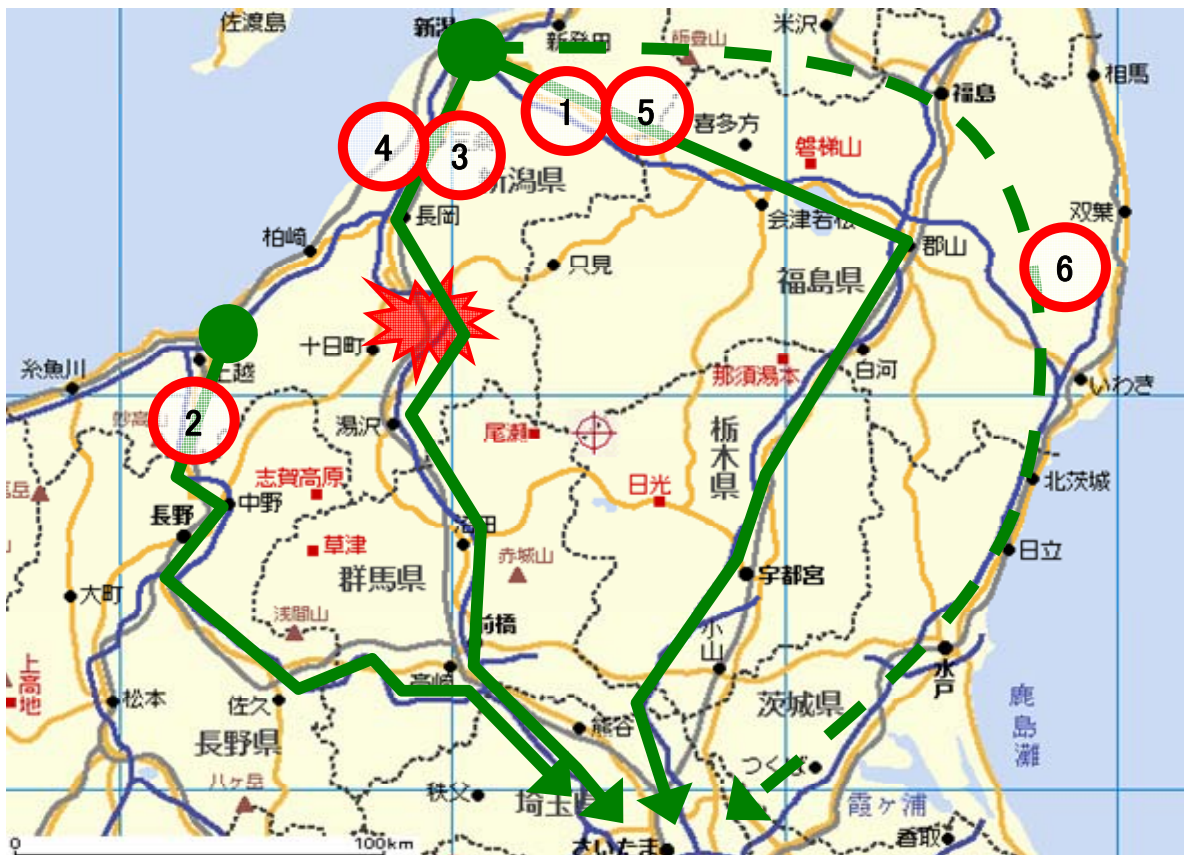 佐渡島
新潟
新発田
飯豊山
米沢
相馬
福島
1
5
喜多方
磐梯山
4
3
新潟県
長岡
会津若松
双葉
柏崎
只見
郡山
福島県
6
十日町
上越
糸魚川
那須湯本
白河
いわき
2
湯沢
尾瀬
栃木県
志賀高原
日光
北茨城
中野
長野
沼田
草津
赤城山
日立
群馬県
宇都宮
大町
浅間山
前橋
小山
水戸
高崎
上高地
松本
佐久
茨城県
鹿島灘
熊谷
長野県
つくば
八ヶ岳
秩父
埼玉県
霞ヶ浦
さいたま
香取
0
100km